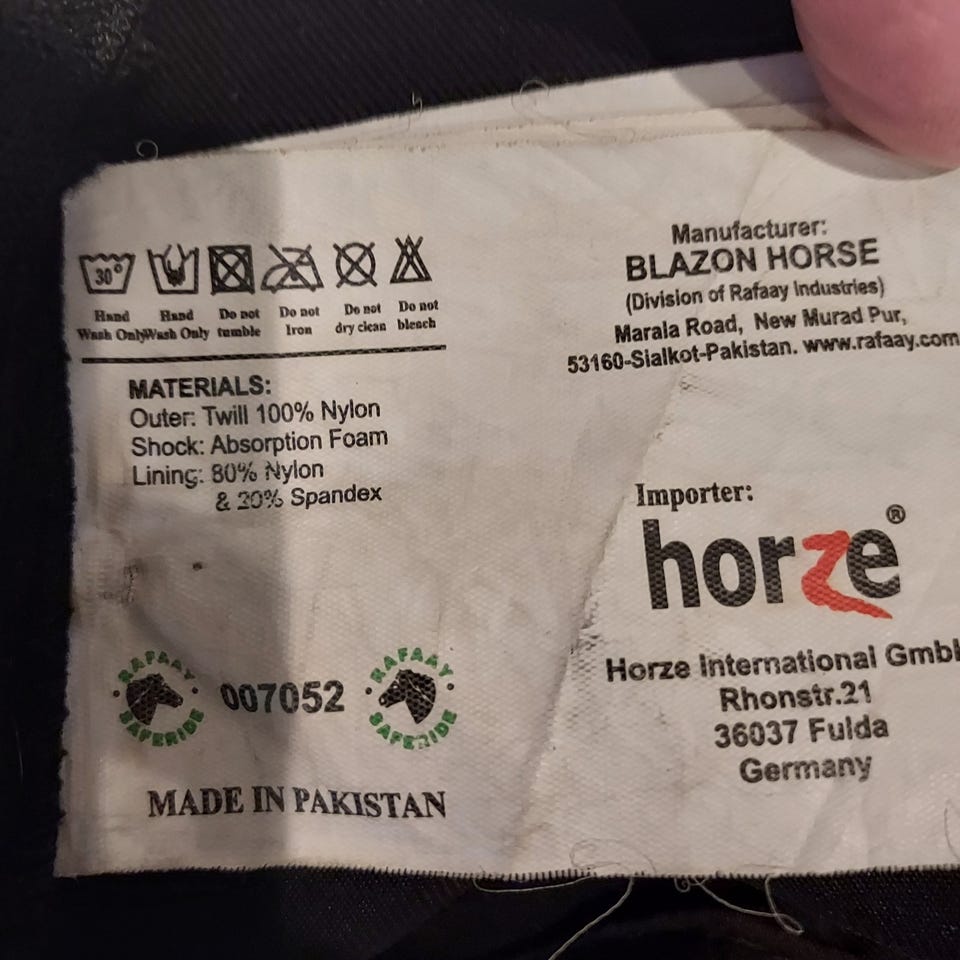 30°
Hand Wash Only
Hand Wash Only
Do not tumble
Do not Iron
Do not dry clean
Do not bleach
MATERIALS:
Outer: Twill 100% Nylon
Shock: Absorption Foam
Lining: 80% Nylon
& 20% Spandex
RAFAAY SAFERIDE
007052
RAFAAY SAFERIDE
MADE IN PAKISTAN
Manufacturer:
BLAZON HORSE
(Division of Rafaay Industries)
Marala Road, New Murad Pur,
53160-Sialkot-Pakistan. www.rafaay.com
Importer:
horze®
Horze International GmbH
Rhonstr.21
36037 Fulda
Germany